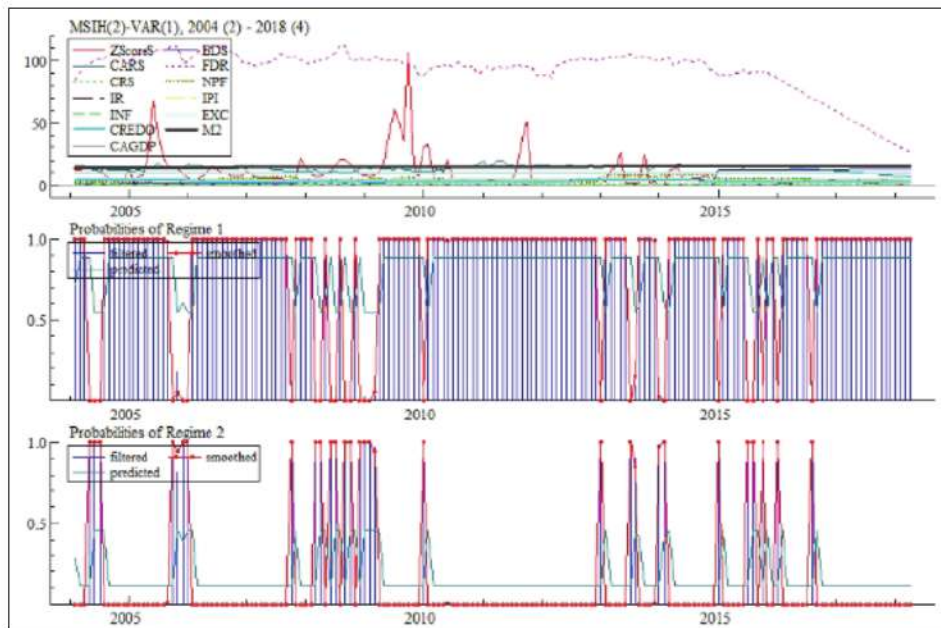 MSIH(2)-VAR(1), 2004 (2) - 2018 (4)
ZScoreS BDS
CARS FDR
CRS NPF
IR IPI
INF EXC
CREDO M2
CAGDP
100
50
0
2005 2010 2015
Probabilities of Regime 1
1.0
filtered smoothed
predicted
0.5
2005 2010 2015
Probabilities of Regime 2
1.0
filtered smoothed
predicted
0.5
2005 2010 2015